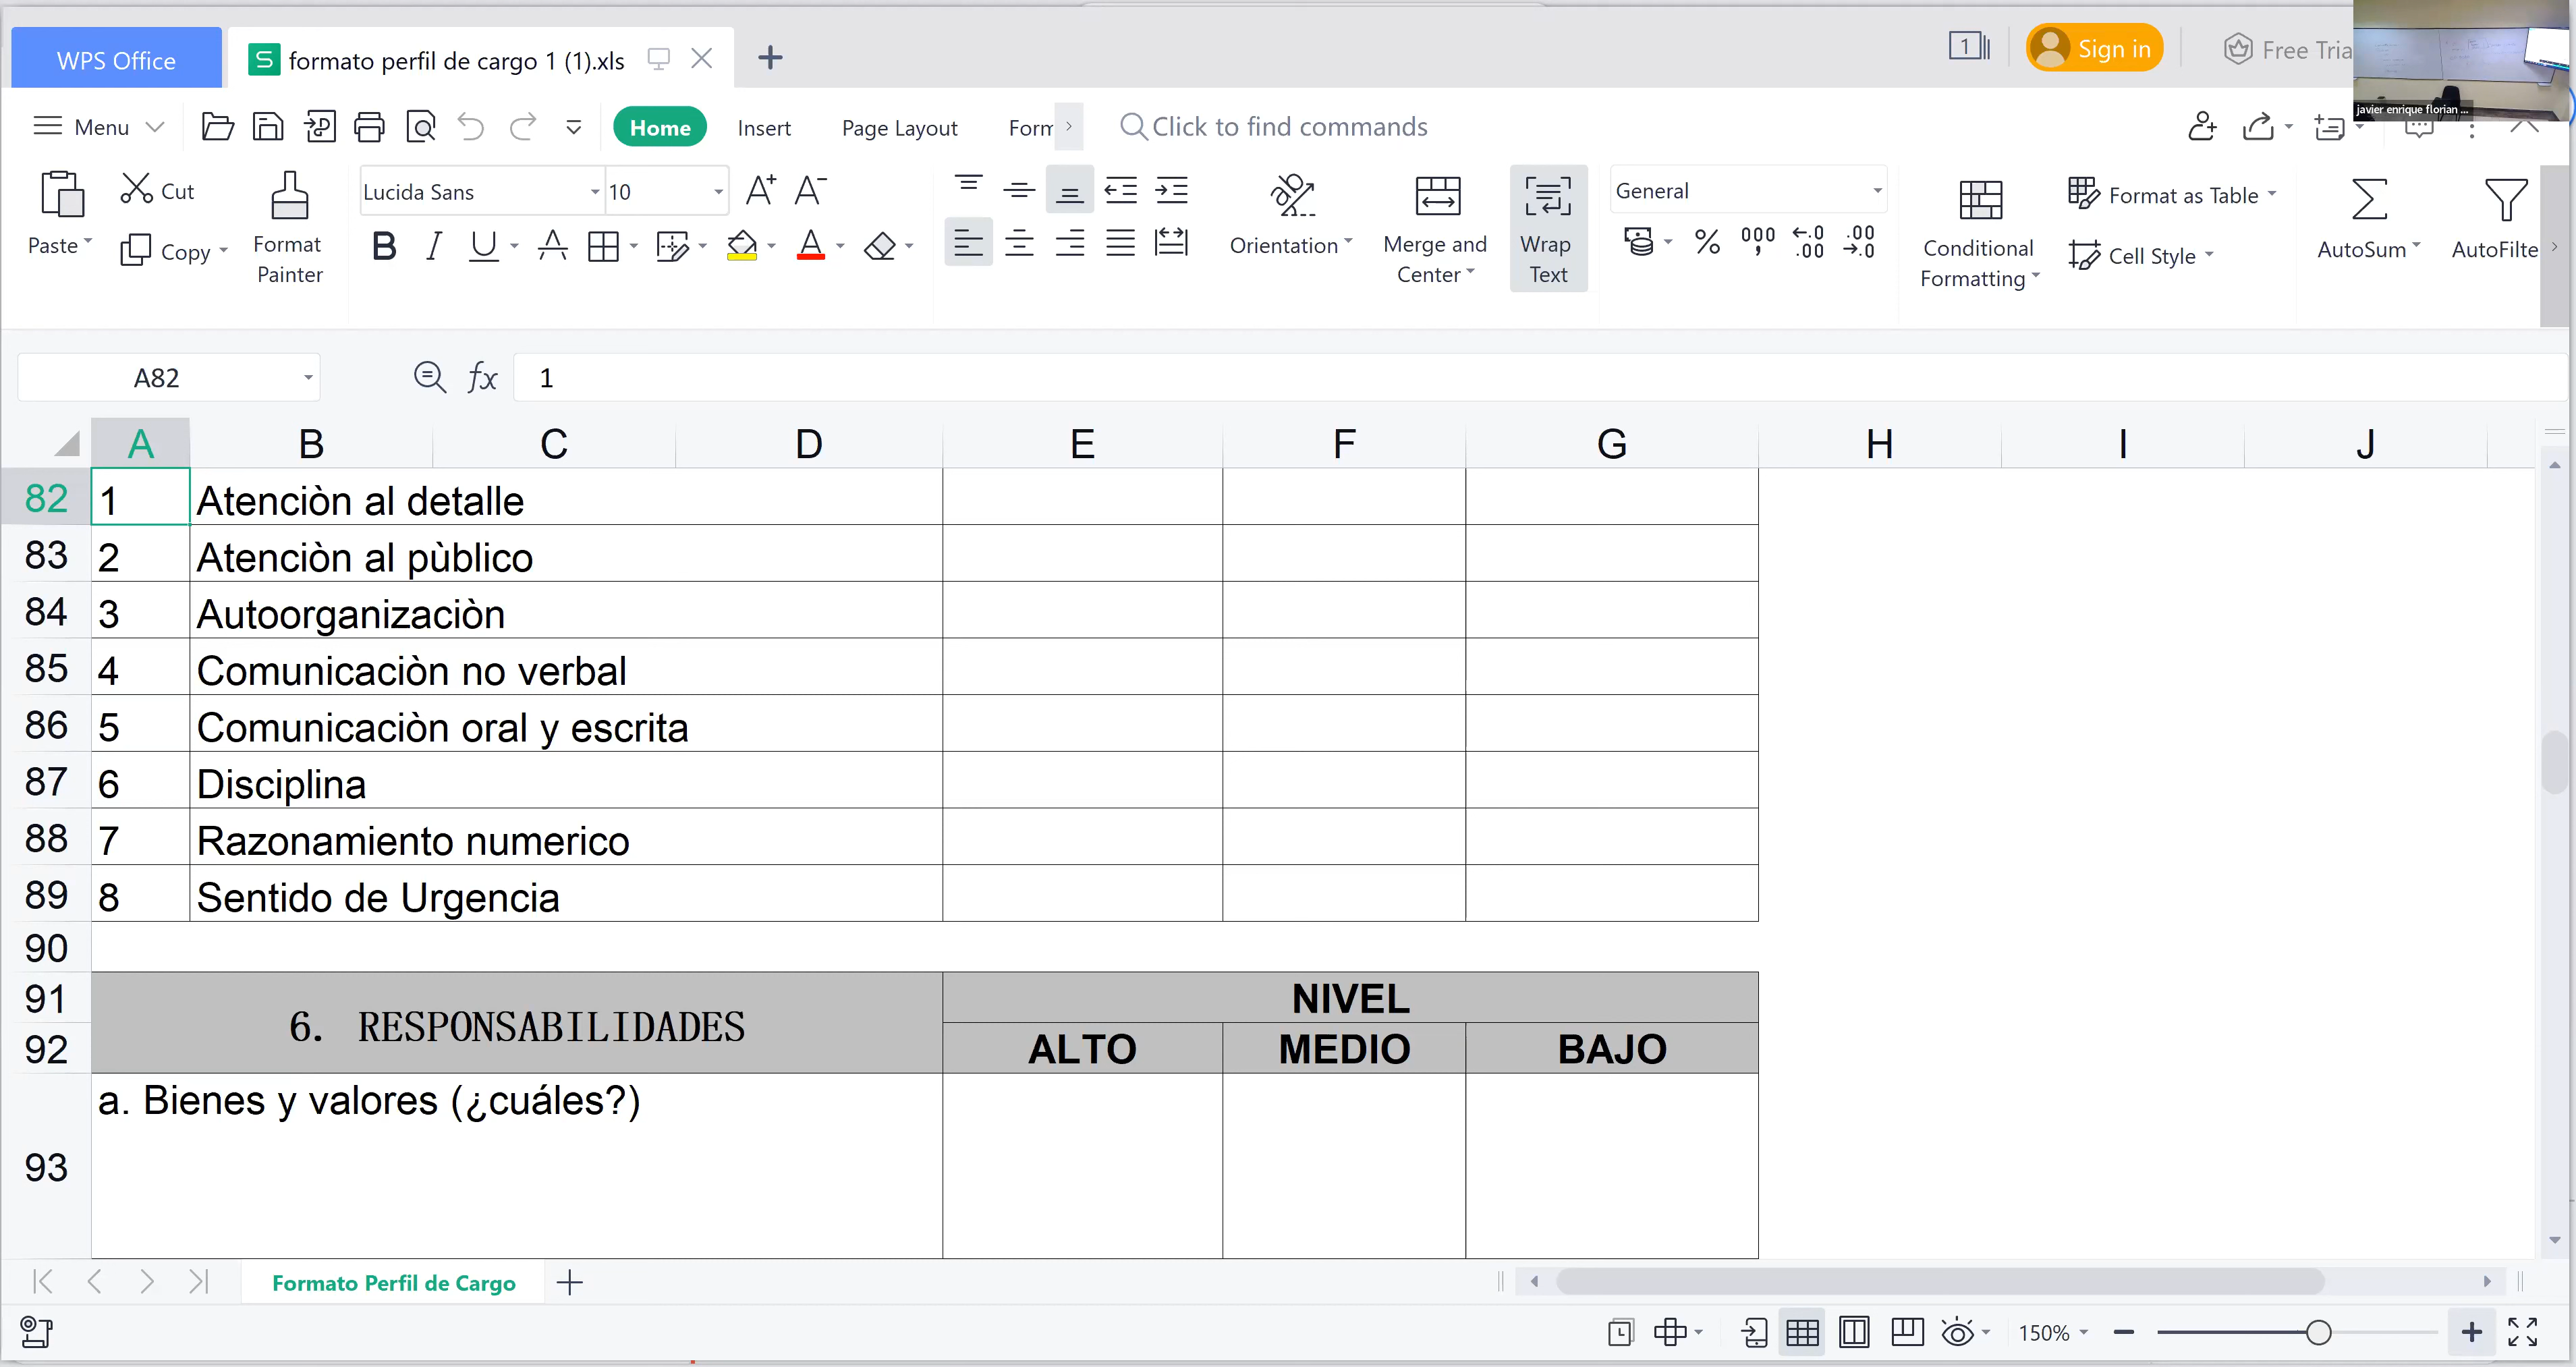 WPS Office
formato perfil de cargo 1 (1).xls
1
Sign in
Free Tria
javier enrique florian ...
Menu
Home
Insert
Page Layout
Form
Click to find commands
Paste
Cut
Copy
Format
Painter
Lucida Sans
10
Orientation
Merge and
Center
Wrap
Text
General
Conditional
Formatting
Format as Table
Cell Style
AutoSum
AutoFilte
A82
fx
1
A B C D E F G H I J
82 1 Atenciòn al detalle
83 2 Atenciòn al pùblico
84 3 Autoorganizaciòn
85 4 Comunicaciòn no verbal
86 5 Comunicaciòn oral y escrita
87 6 Disciplina
88 7 Razonamiento numerico
89 8 Sentido de Urgencia
90
91 NIVEL
6. RESPONSABILIDADES
92 ALTO MEDIO BAJO
a. Bienes y valores (¿cuáles?)
93
Formato Perfil de Cargo
150%